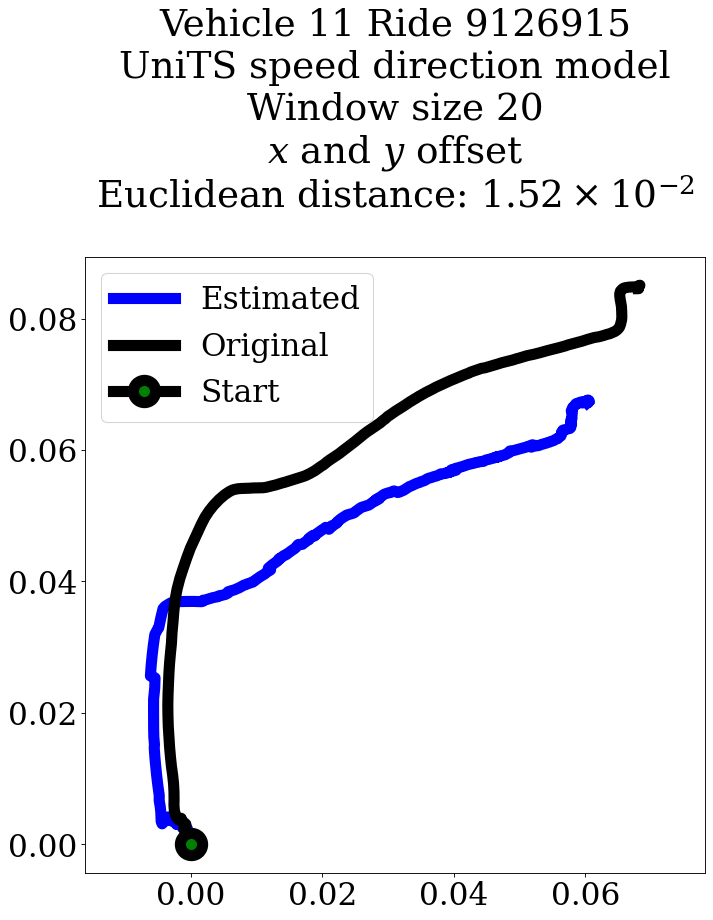 Vehicle 11 Ride 9126915
UniTS speed direction model
Window size 20
x and y offset
Euclidean distance: 1.52 × 10⁻²
Estimated
Original
Start
0.08
0.06
0.04
0.02
0.00
0.00 0.02 0.04 0.06